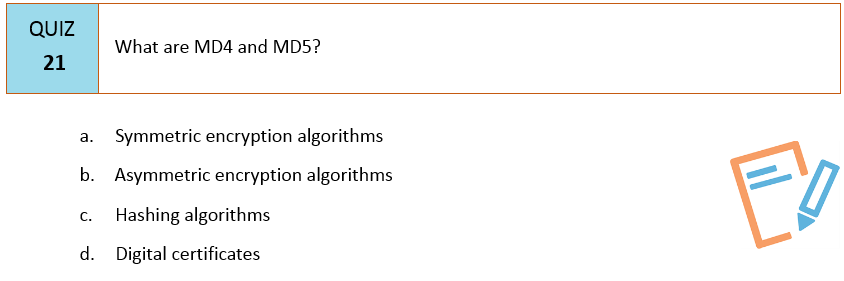 QUIZ
21
What are MD4 and MD5?
a. Symmetric encryption algorithms
b. Asymmetric encryption algorithms
c. Hashing algorithms
d. Digital certificates